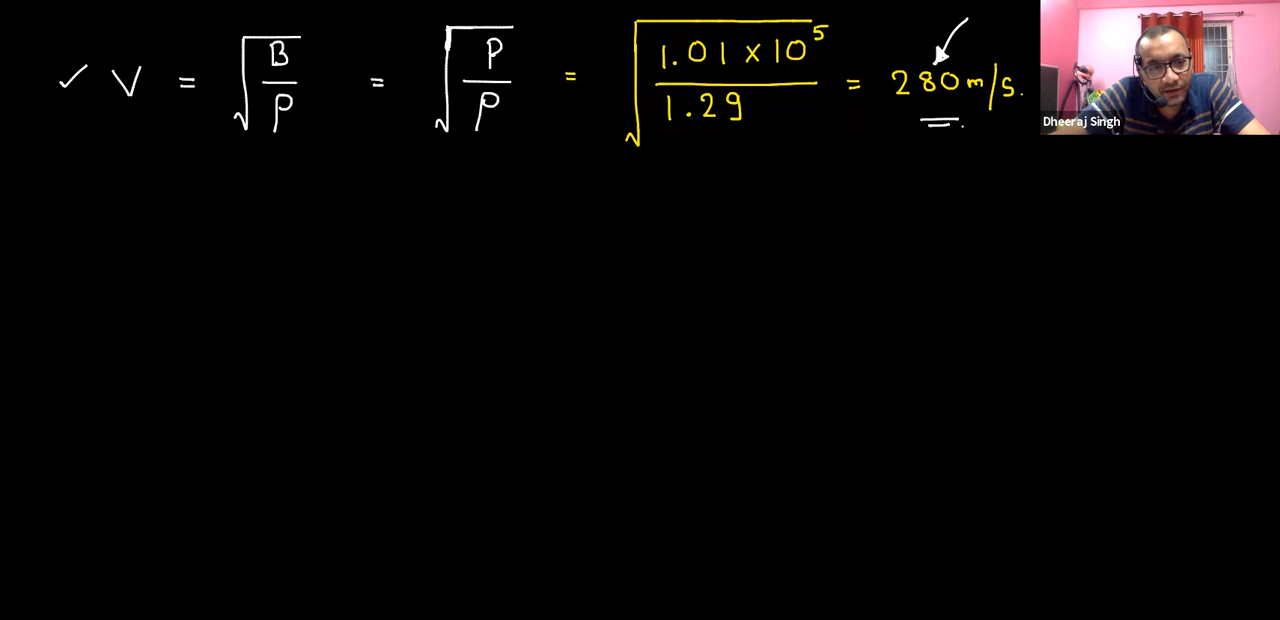 ✓ V = √(B/ρ) = √(P/ρ) = √(1.01 × 10⁵ / 1.29) = 280 m/s.
Dheeraj Singh